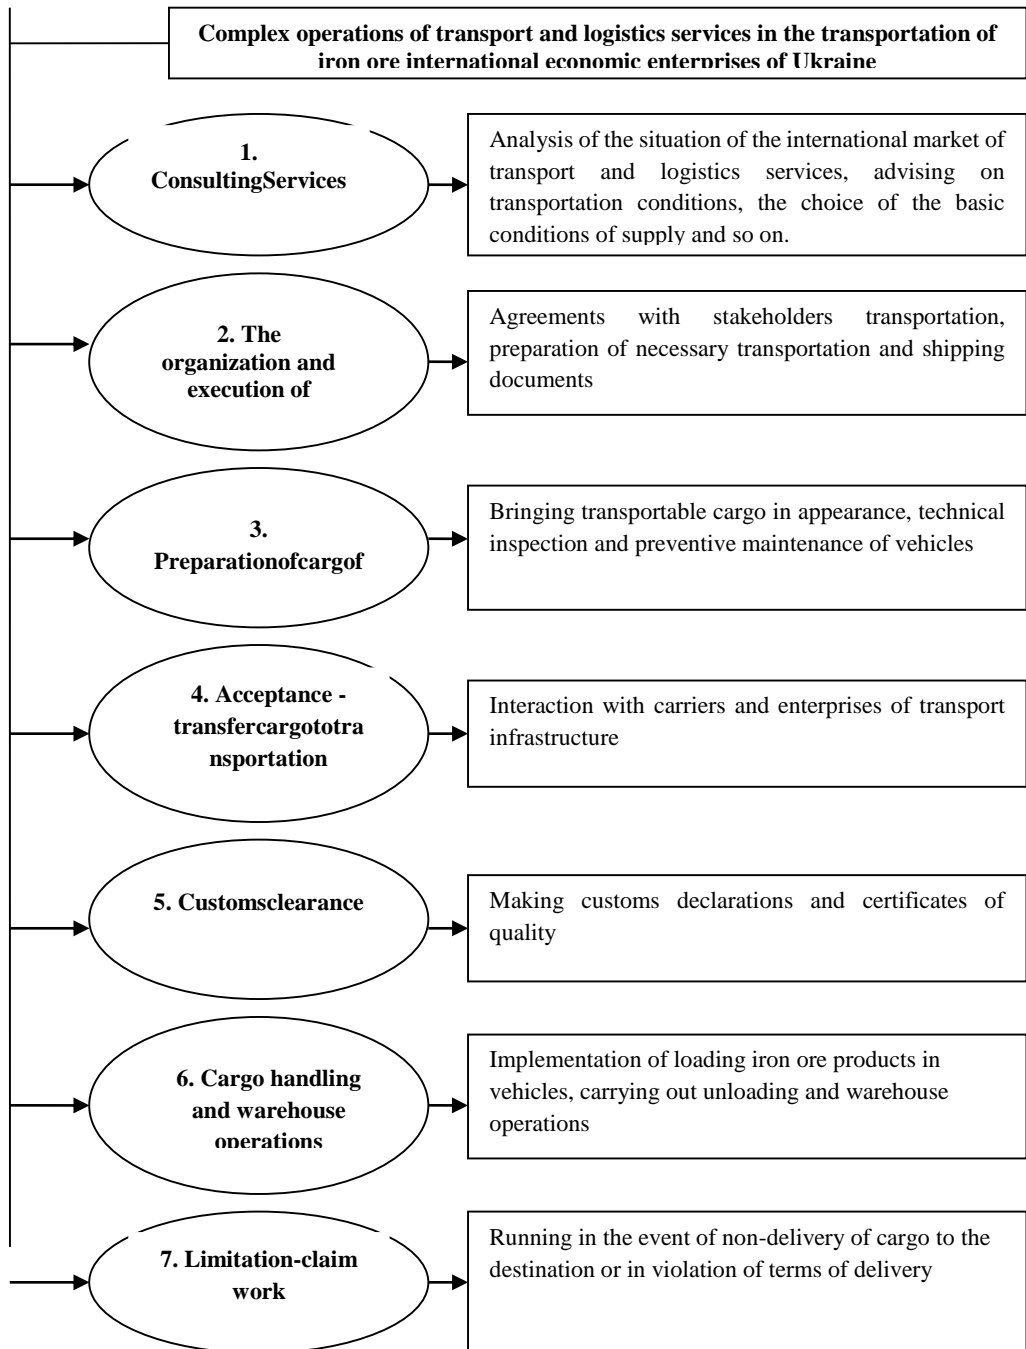 Complex operations of transport and logistics services in the transportation of
iron ore international economic enterprises of Ukraine
1.
ConsultingServices
Analysis of the situation of the international market of
transport and logistics services, advising on
transportation conditions, the choice of the basic
conditions of supply and so on.
2. The
organization and
execution of
Agreements with stakeholders transportation,
preparation of necessary transportation and shipping
documents
3.
Preparationofcargof
Bringing transportable cargo in appearance, technical
inspection and preventive maintenance of vehicles
4. Acceptance -
transfercargototra
nsportation
Interaction with carriers and enterprises of transport
infrastructure
5. Customsclearance
Making customs declarations and certificates of
quality
6. Cargo handling
and warehouse
operations
Implementation of loading iron ore products in
vehicles, carrying out unloading and warehouse
operations
7. Limitation-claim
work
Running in the event of non-delivery of cargo to the
destination or in violation of terms of delivery